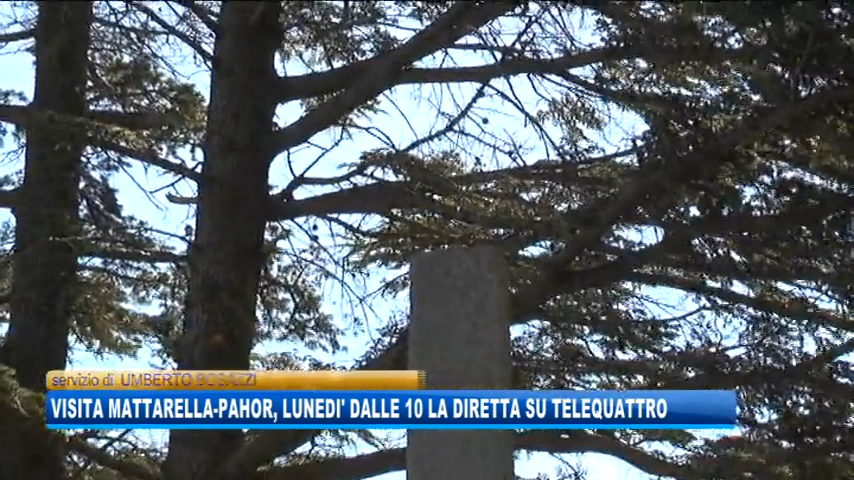 servizio di UMBERTO
VISITA MATTARELLA-PAHOR, LUNEDI' DALLE 10 LA DIRETTA SU TELEQUATTRO